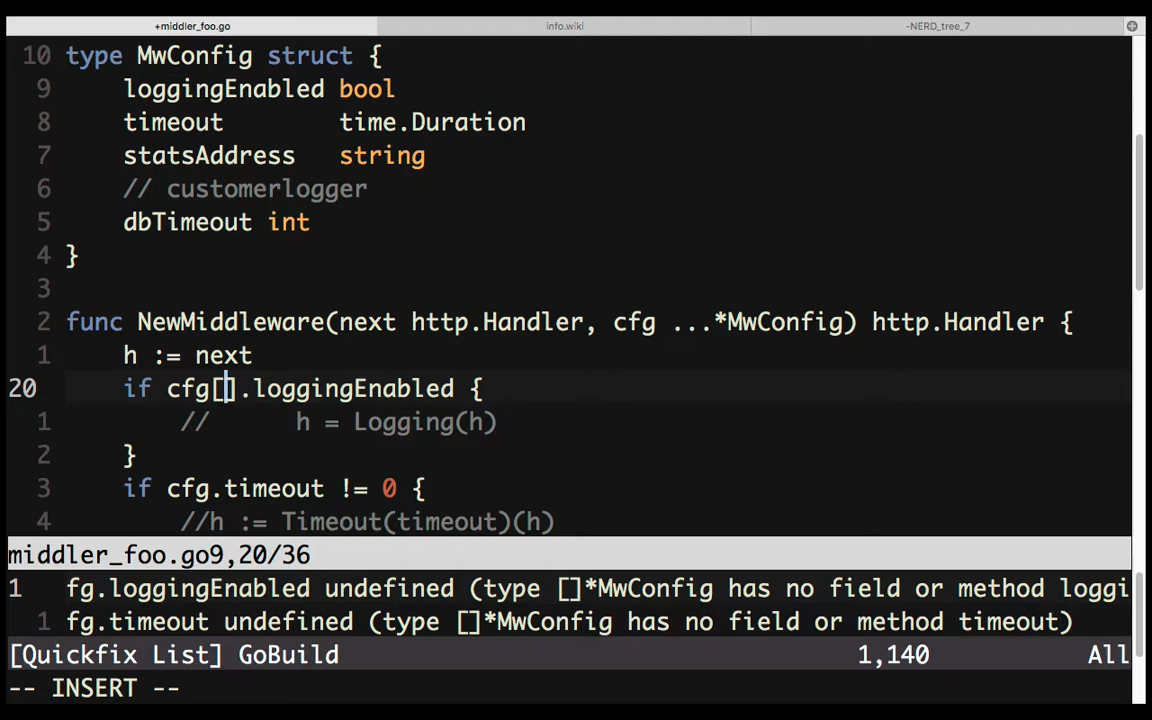 +middler_foo.go info.wiki -NERD_tree_7
10 type MwConfig struct {
9 loggingEnabled bool
8 timeout time.Duration
7 statsAddress string
6 // customerlogger
5 dbTimeout int
4 }
3
2 func NewMiddleware(next http.Handler, cfg ...*MwConfig) http.Handler {
1 h := next
20 if cfg[].loggingEnabled {
1 // h = Logging(h)
2 }
3 if cfg.timeout != 0 {
4 //h := Timeout(timeout)(h)
middler_foo.go9,20/36
1 fg.loggingEnabled undefined (type []*MwConfig has no field or method loggi
1 fg.timeout undefined (type []*MwConfig has no field or method timeout)
[Quickfix List] GoBuild 1,140 All
-- INSERT --